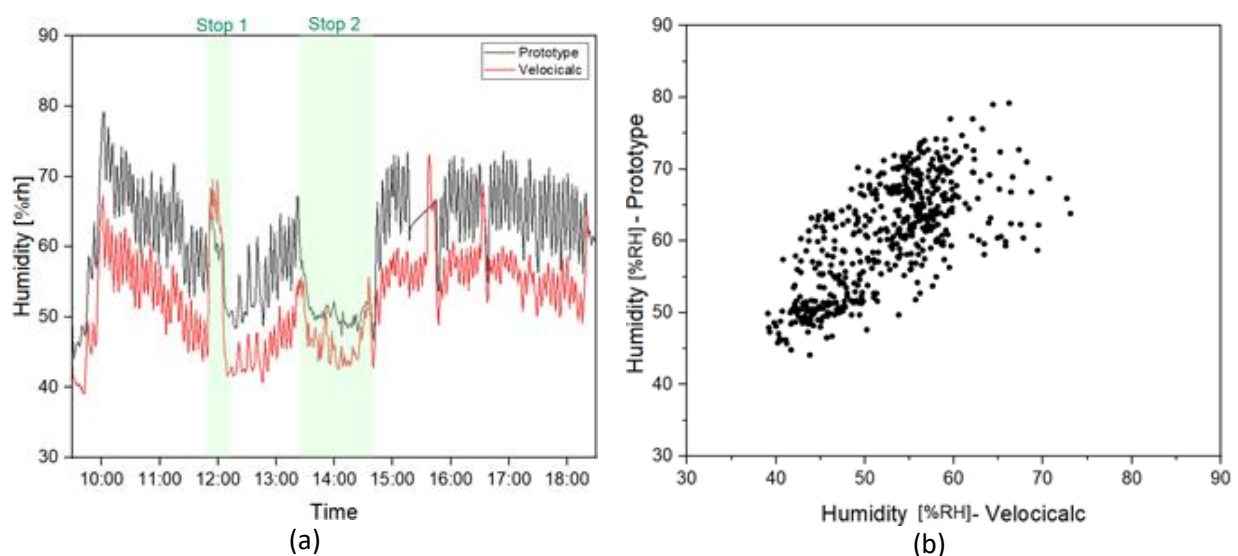 Stop 1 Stop 2
90
80
70
60
50
40
30
Humidity [%rh]
Prototype
Velocicalc
10:00 11:00 12:00 13:00 14:00 15:00 16:00 17:00 18:00
Time
(a)
90
80
70
60
50
40
30
Humidity [%RH] - Prototype
30 40 50 60 70 80 90
Humidity [%RH]- Velocicalc
(b)